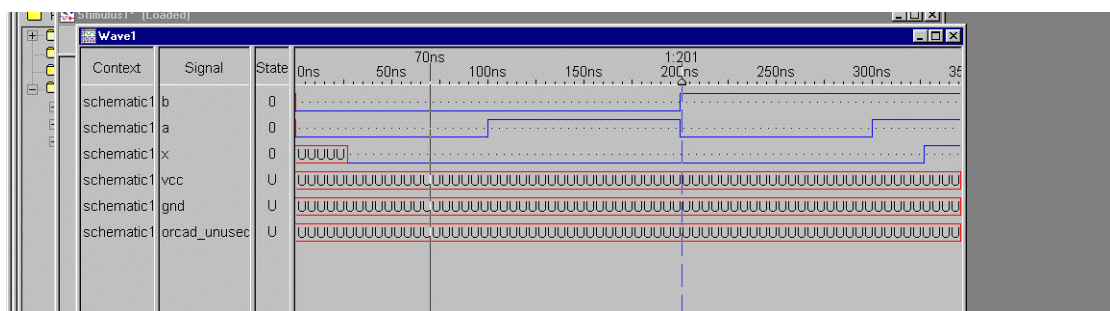 Stimulus1* (Loaded)
Wave1
70ns 1:201
Context Signal State 0ns 50ns 100ns 150ns 200ns 250ns 300ns 35
schematic1 b 0
schematic1 a 0
schematic1 x 0 UUUUU
schematic1 vcc U
schematic1 gnd U
schematic1 orcad_unusec U